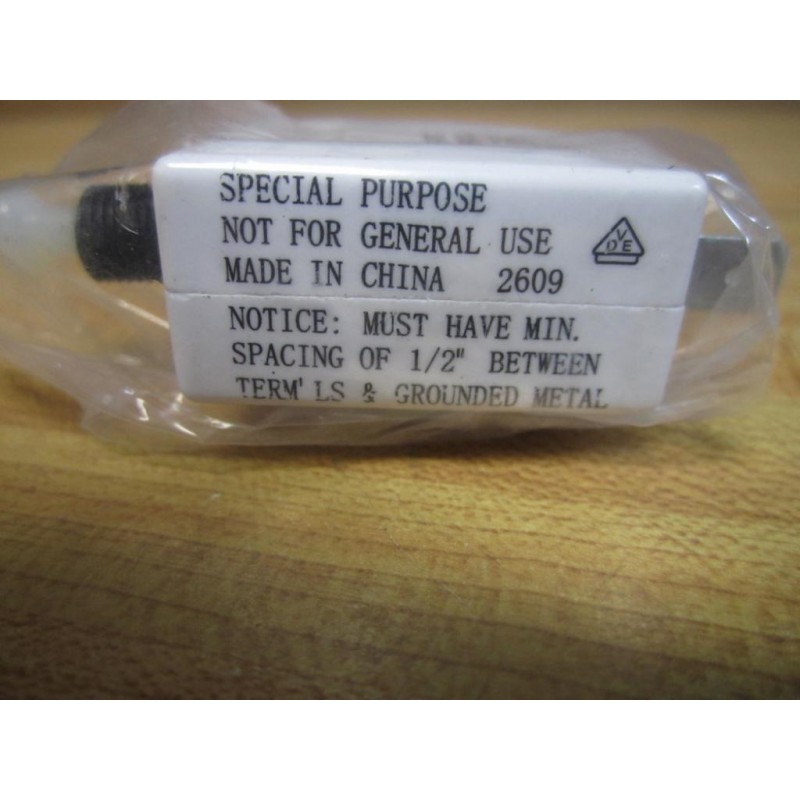 SPECIAL PURPOSE
NOT FOR GENERAL USE
VDE
MADE IN CHINA 2609
NOTICE: MUST HAVE MIN.
SPACING OF 1/2" BETWEEN
TERM'LS & GROUNDED METAL